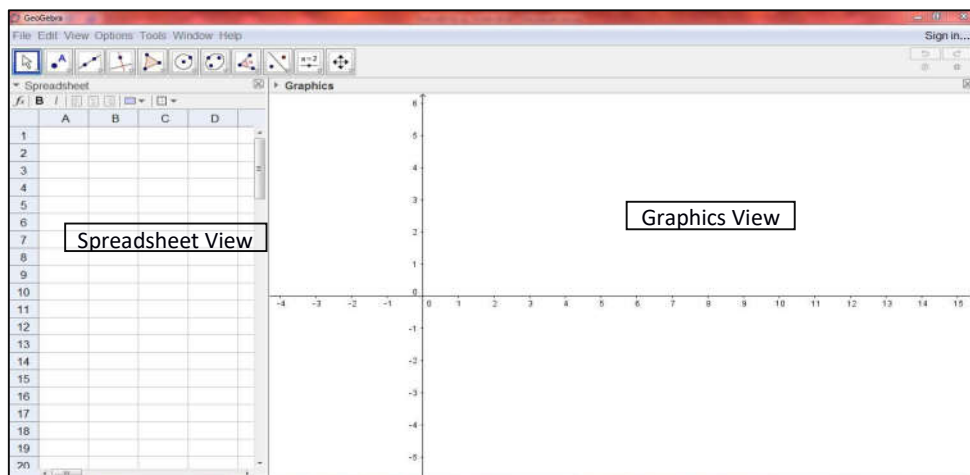 GeoGebra
File Edit View Options Tools Window Help
Sign in...
A
a=2
Spreadsheet
Graphics
fx B I
A B C D
1
2
3
4
5
6
7
8
9
10
11
12
13
14
15
16
17
18
19
20
Spreadsheet View
Graphics View
6
5
4
3
2
1
0
-4 -3 -2 -1 0 1 2 3 4 5 6 7 8 9 10 11 12 13 14 15
-1
-2
-3
-4
-5